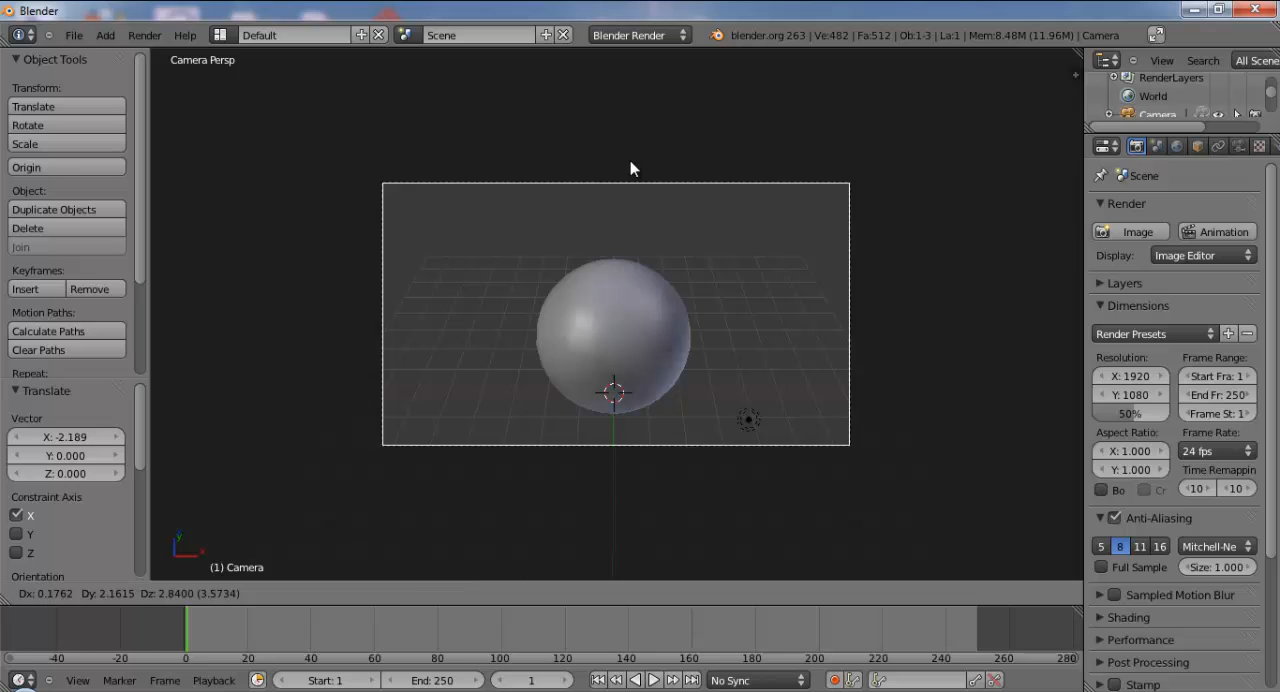 Blender
File Add Render Help Default Scene Blender Render blender.org 263 | Ve:482 | Fa:512 | Ob:1-3 | La:1 | Mem:8.48M (11.96M) | Camera
Object Tools
Transform:
Translate
Rotate
Scale
Origin
Object:
Duplicate Objects
Delete
Join
Keyframes:
Insert Remove
Motion Paths:
Calculate Paths
Clear Paths
Repeat:
Translate
Vector
X: -2.189
Y: 0.000
Z: 0.000
Constraint Axis
X
Y
Z
Orientation
Camera Persp
y
x
(1) Camera
Dx: 0.1762 Dy: 2.1615 Dz: 2.8400 (3.5734)
View Search All Scene
RenderLayers
World
Camera
Scene
Render
Image Animation
Display: Image Editor
Layers
Dimensions
Render Presets
Resolution: Frame Range:
X: 1920 Start Fra: 1
Y: 1080 End Fr: 250
50% Frame St: 1
Aspect Ratio: Frame Rate:
X: 1.000 24 fps
Y: 1.000 Time Remappin
Bo Cr 10 10
Anti-Aliasing
5 8 11 16 Mitchell-Ne
Full Sample Size: 1.000
Sampled Motion Blur
Shading
Performance
Post Processing
Stamp
-40 -20 0 20 40 60 80 100 120 140 160 180 200 220 240 260 280
View Marker Frame Playback Start: 1 End: 250 1 No Sync